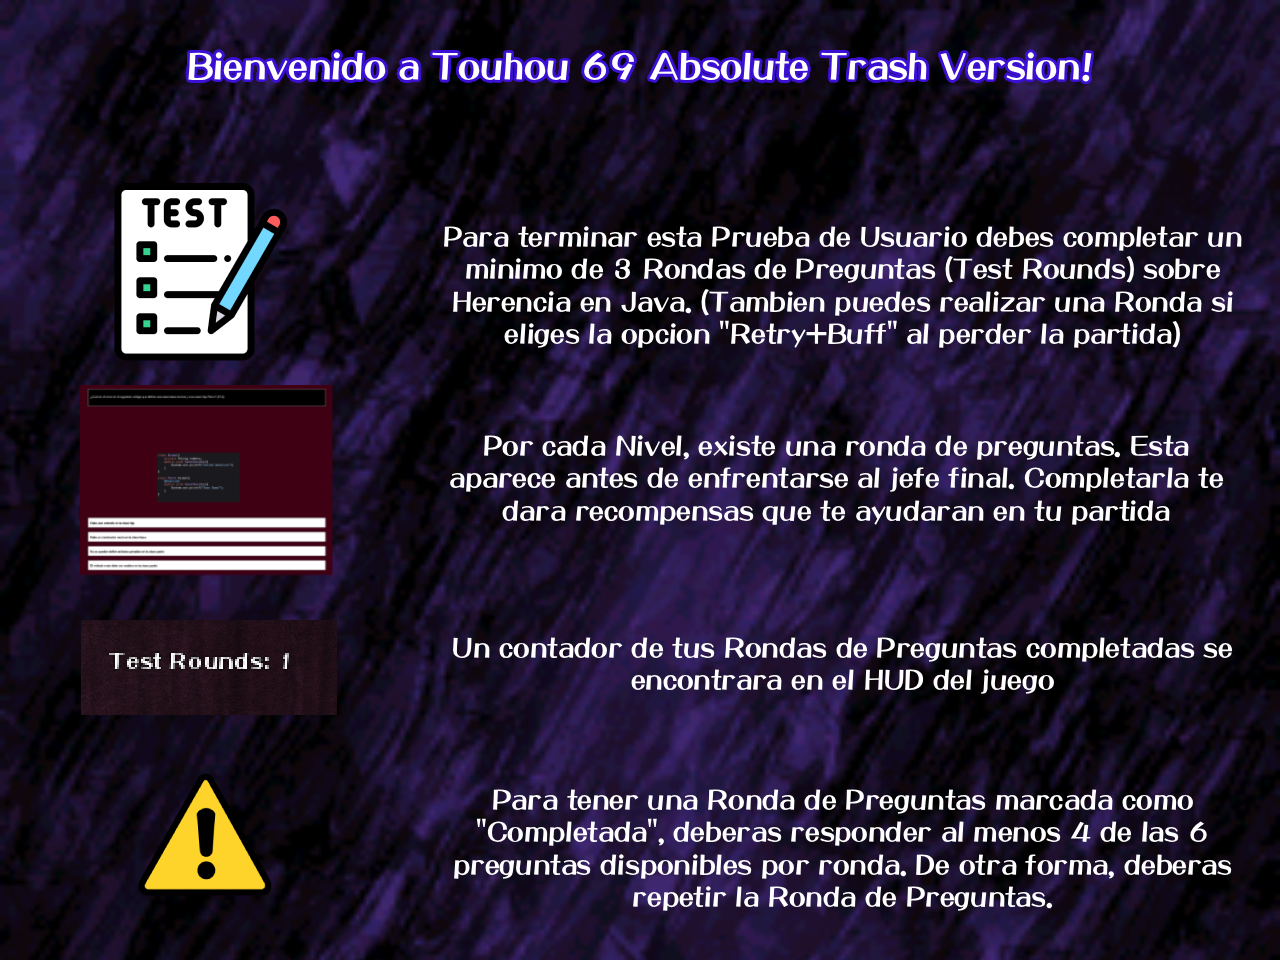 Bienvenido a Touhou 69 Absolute Trash Version!
TEST
Para terminar esta Prueba de Usuario debes completar un
minimo de 3 Rondas de Preguntas (Test Rounds) sobre
Herencia en Java. (Tambien puedes realizar una Ronda si
eliges la opcion "Retry+Buff" al perder la partida)
Por cada Nivel, existe una ronda de preguntas. Esta
aparece antes de enfrentarse al jefe final. Completarla te
dara recompensas que te ayudaran en tu partida
Test Rounds: 1
Un contador de tus Rondas de Preguntas completadas se
encontrara en el HUD del juego
Para tener una Ronda de Preguntas marcada como
"Completada", deberas responder al menos 4 de las 6
preguntas disponibles por ronda. De otra forma, deberas
repetir la Ronda de Preguntas.